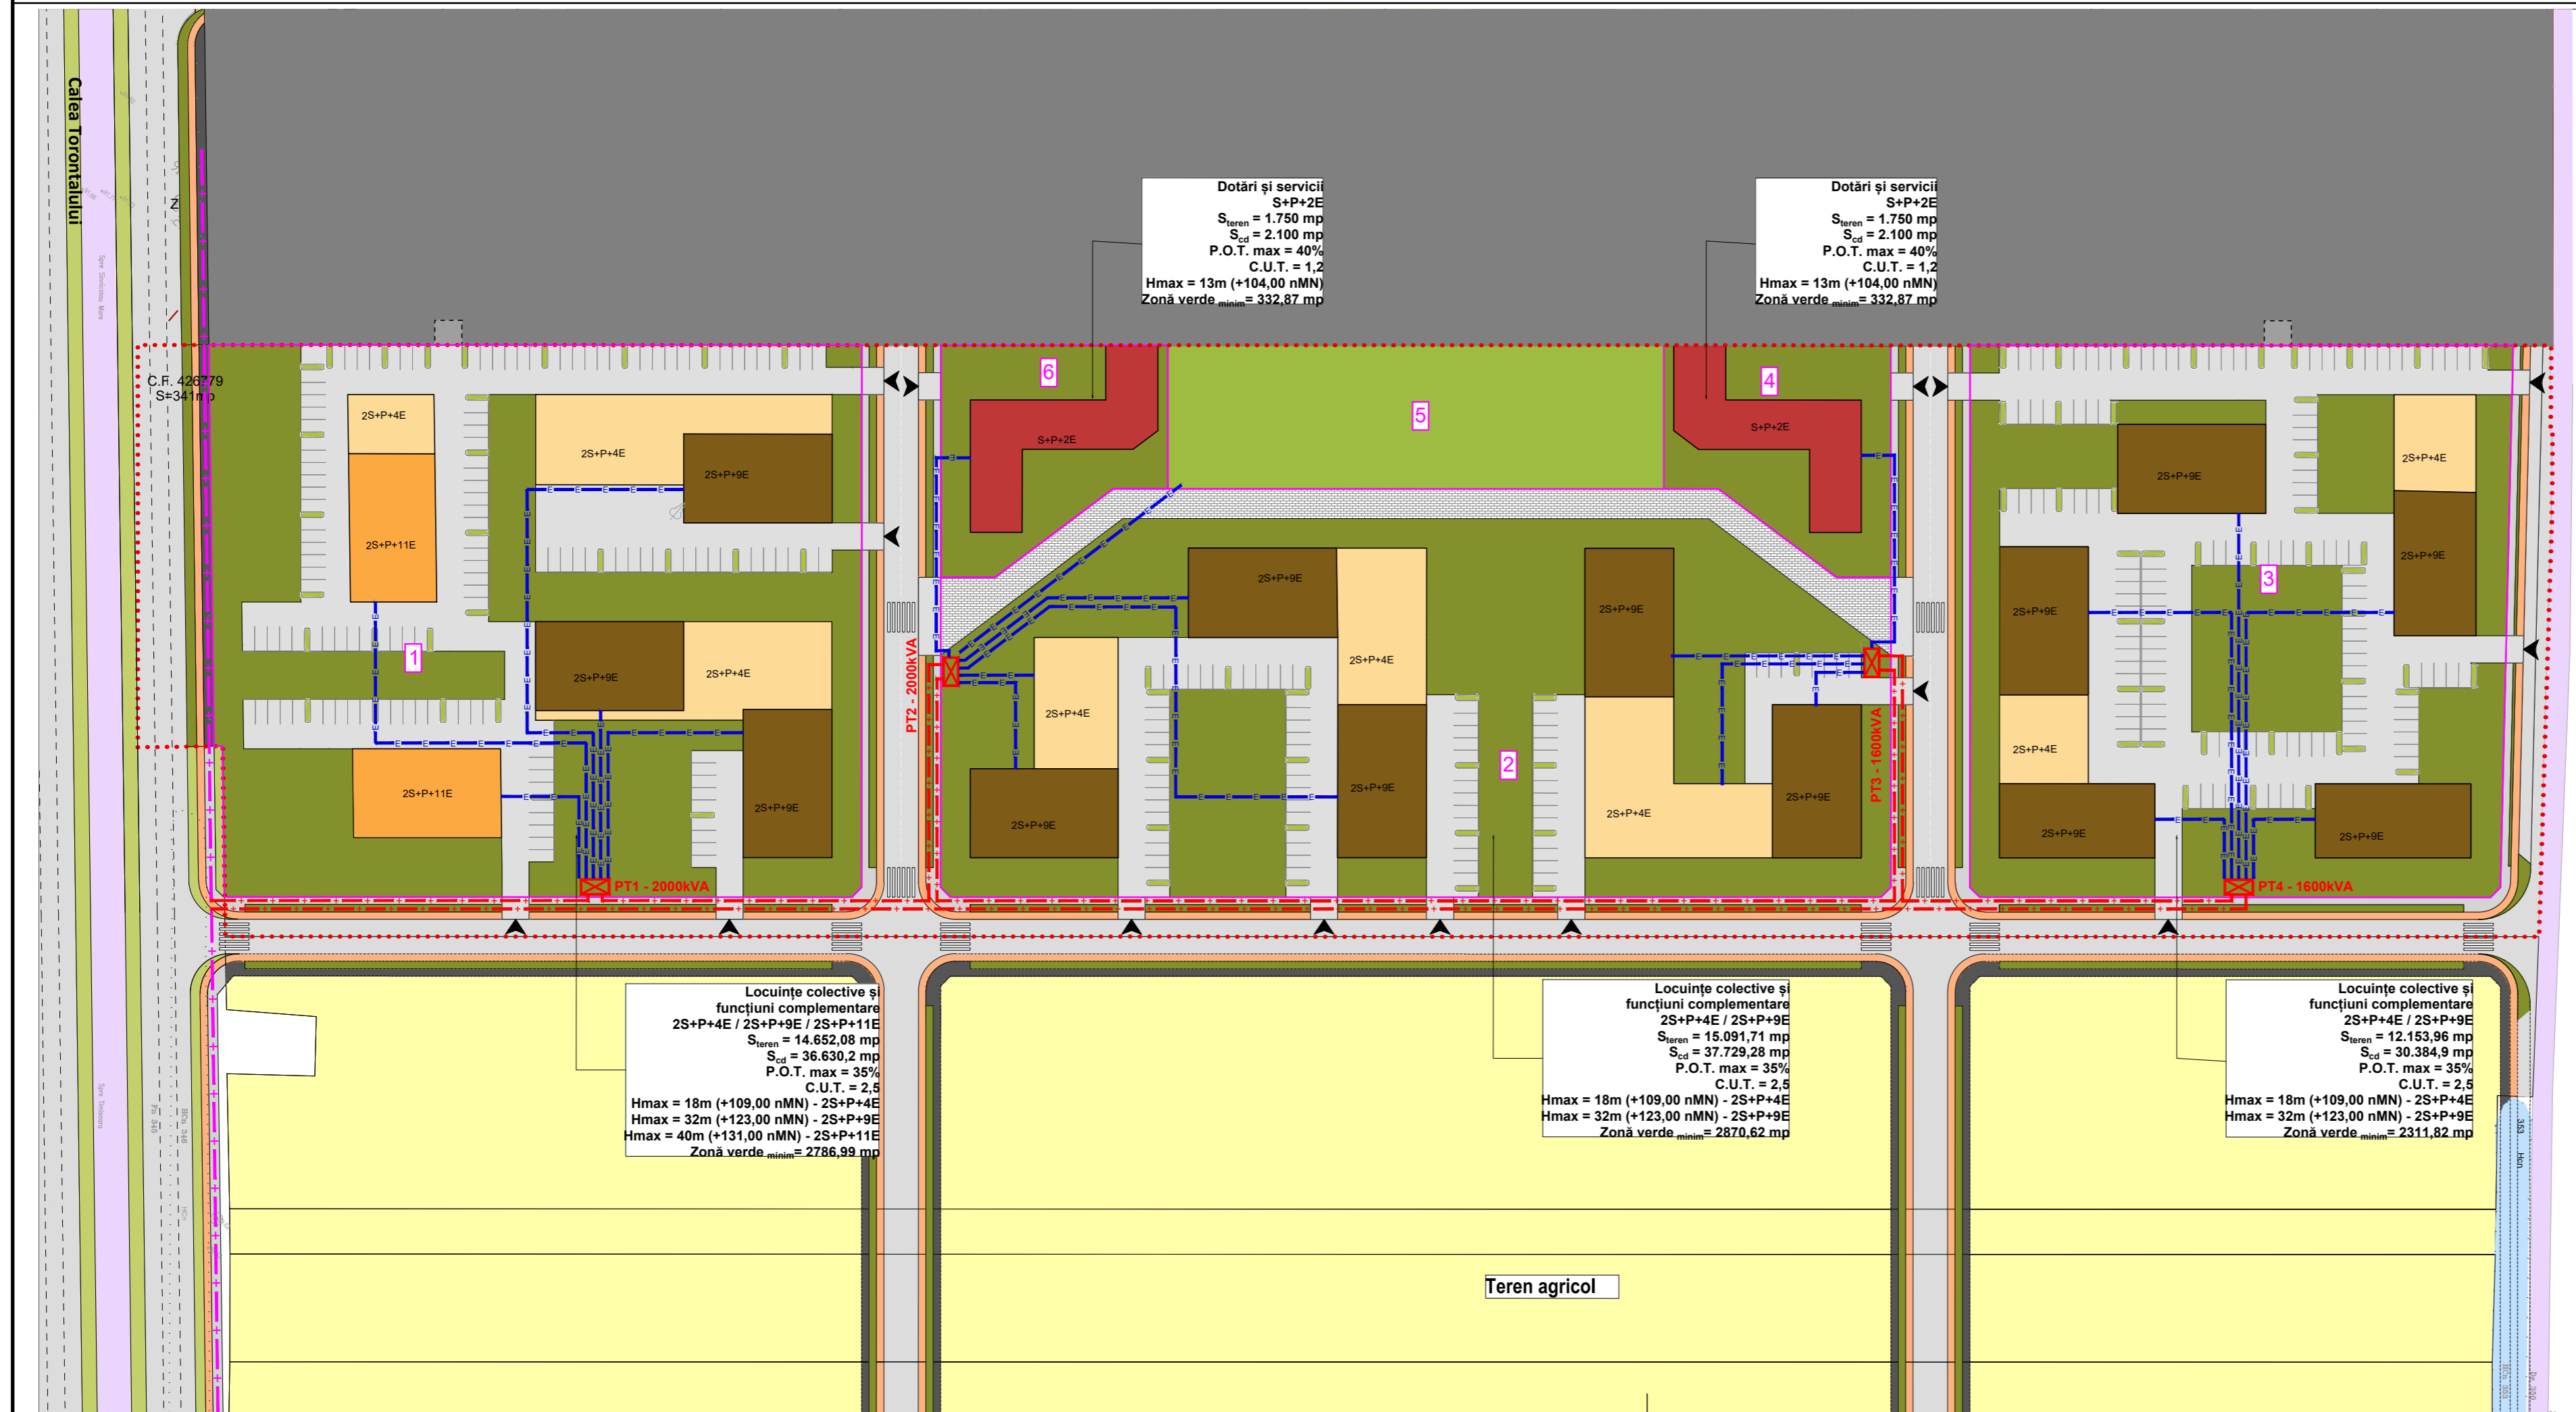 Calea Torontalului
Spre Sinnicolau Mare
Z
Dotări și servicii
S+P+2E
Steren = 1.750 mp
Scd = 2.100 mp
P.O.T. max = 40%
C.U.T. = 1,2
Hmax = 13m (+104,00 nMN)
Zonă verde minim= 332,87 mp
Dotări și servicii
S+P+2E
Steren = 1.750 mp
Scd = 2.100 mp
P.O.T. max = 40%
C.U.T. = 1,2
Hmax = 13m (+104,00 nMN)
Zonă verde minim= 332,87 mp
C.F. 426779
S=341mp
2S+P+4E
2S+P+11E
2S+P+4E
2S+P+9E
1
2S+P+9E
2S+P+4E
2S+P+11E
2S+P+9E
PT1 - 2000kVA
6
S+P+2E
5
4
S+P+2E
PT2 - 2000kVA
2S+P+9E
2S+P+4E
2S+P+4E
2S+P+9E
2S+P+9E
2
2S+P+9E
2S+P+4E
2S+P+9E
PT3 - 1600kVA
2S+P+9E
2S+P+4E
2S+P+9E
2S+P+9E
3
2S+P+4E
2S+P+9E
2S+P+9E
PT4 - 1600kVA
Locuințe colective și
funcțiuni complementare
2S+P+4E / 2S+P+9E / 2S+P+11E
Steren = 14.652,08 mp
Scd = 36.630,2 mp
P.O.T. max = 35%
C.U.T. = 2,5
Hmax = 18m (+109,00 nMN) - 2S+P+4E
Hmax = 32m (+123,00 nMN) - 2S+P+9E
Hmax = 40m (+131,00 nMN) - 2S+P+11E
Zonă verde minim= 2786,99 mp
Locuințe colective și
funcțiuni complementare
2S+P+4E / 2S+P+9E
Steren = 15.091,71 mp
Scd = 37.729,28 mp
P.O.T. max = 35%
C.U.T. = 2,5
Hmax = 18m (+109,00 nMN) - 2S+P+4E
Hmax = 32m (+123,00 nMN) - 2S+P+9E
Zonă verde minim= 2870,62 mp
Locuințe colective și
funcțiuni complementare
2S+P+4E / 2S+P+9E
Steren = 12.153,96 mp
Scd = 30.384,9 mp
P.O.T. max = 35%
C.U.T. = 2,5
Hmax = 18m (+109,00 nMN) - 2S+P+4E
Hmax = 32m (+123,00 nMN) - 2S+P+9E
Zonă verde minim= 2311,82 mp
Spre Timisoara
Ps 345
HCn 346
HCn
353
Hcn
Teren agricol